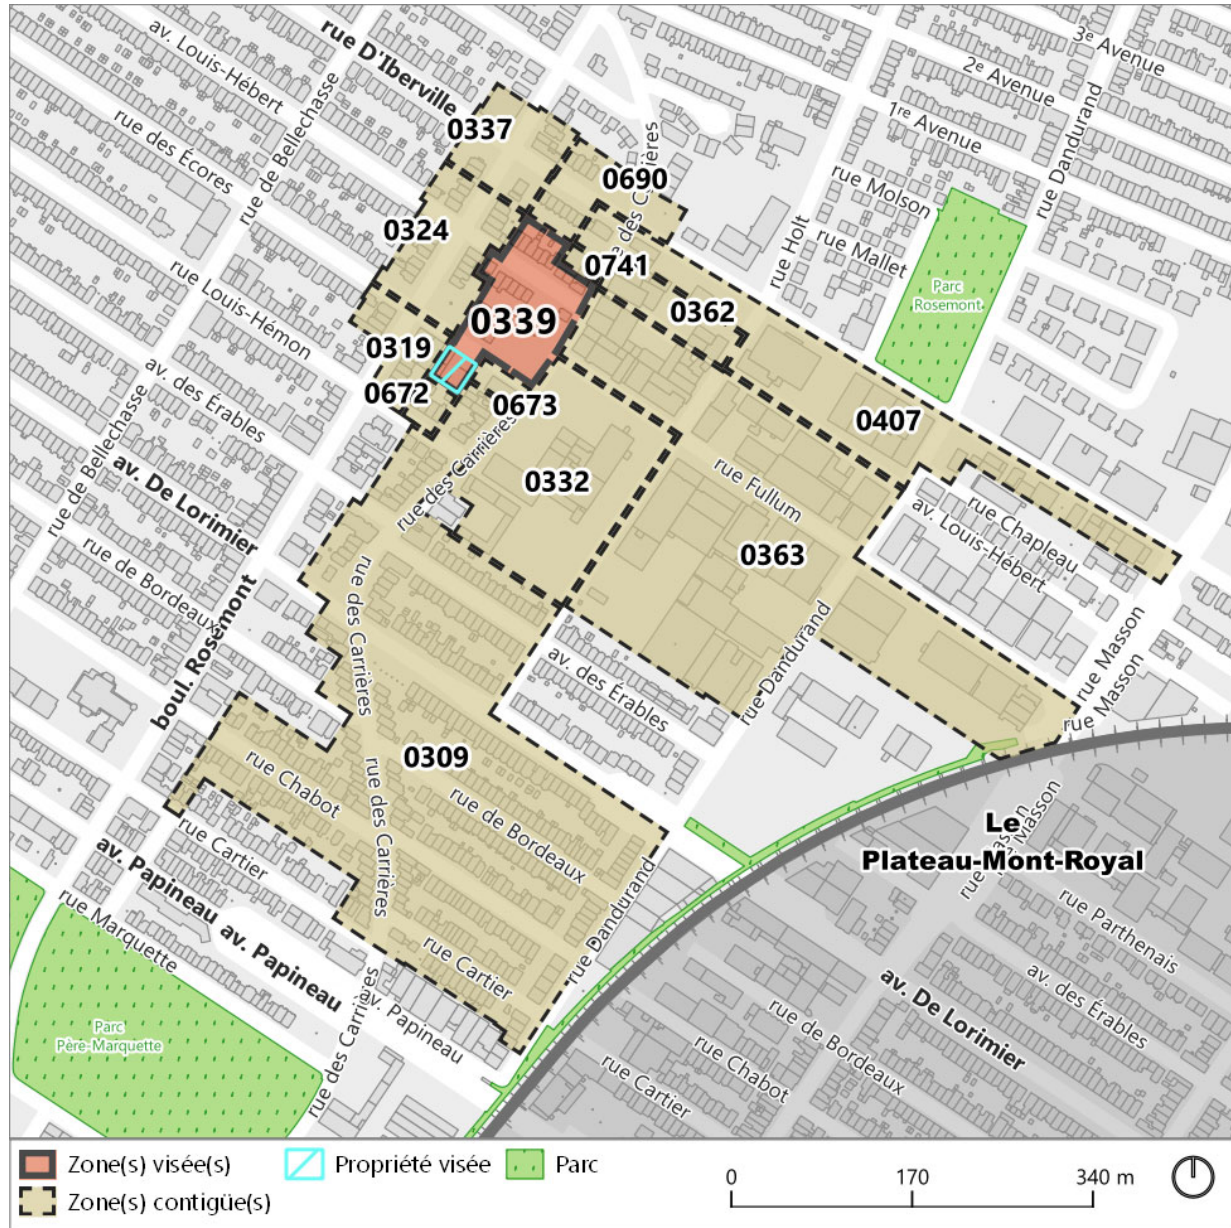 3e Avenue
2e Avenue
1re Avenue
rue Dandurand
rue D'Iberville
av. Louis-Hébert
rue des Écores
rue de Bellechasse
0337
0690
rue des Carrières
rue Molson
rue Mallet
rue Holt
Parc
Rosemont
0324
0741
0362
0339
rue Louis-Hémon
0319
0672
0673
av. des Érables
rue de Bellechasse
0407
rue des Carrières
0332
rue Fullum
av. De Lorimier
rue Chapleau
av. Louis-Hébert
0363
rue de Bordeaux
boul. Rosemont
rue des Carrières
rue Dandurand
rue Masson
rue Masson
av. des Érables
0309
rue Chabot
rue des Carrières
rue de Bordeaux
rue Cartier
av. Papineau
rue Marquette
av. Papineau
rue Cartier
rue Dandurand
Le
Plateau-Mont-Royal
rue Masson
rue Masson
rue Parthenais
av. des Érables
av. De Lorimier
rue de Bordeaux
rue Chabot
rue Cartier
av. Papineau
rue des Carrières
Parc
Père-Marquette
Zone(s) visée(s)
Propriété visée
Parc
Zone(s) contigüe(s)
0 170 340 m